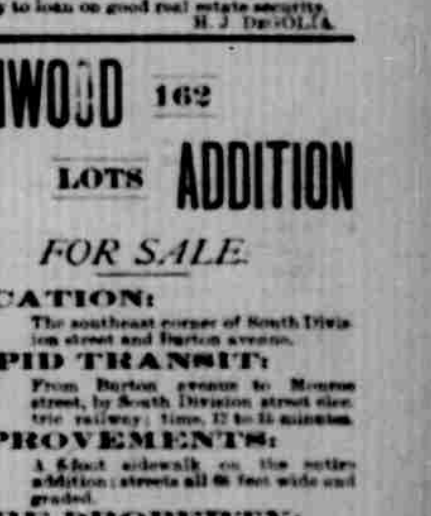 y to loan on good real estate security.
H. J. DEGOLIA.
WOOD 162
LOTS ADDITION
FOR SALE.
CATION:
The southeast corner of South Divis-
ion street and Burton avenue.
PID TRANSIT:
From Burton avenue to Monroe
street, by South Division street elec-
tric railway; time, 12 to 15 minutes.
PROVEMENTS:
A 6-foot sidewalk on the entire
addition; streets all 66 feet wide and
graded.